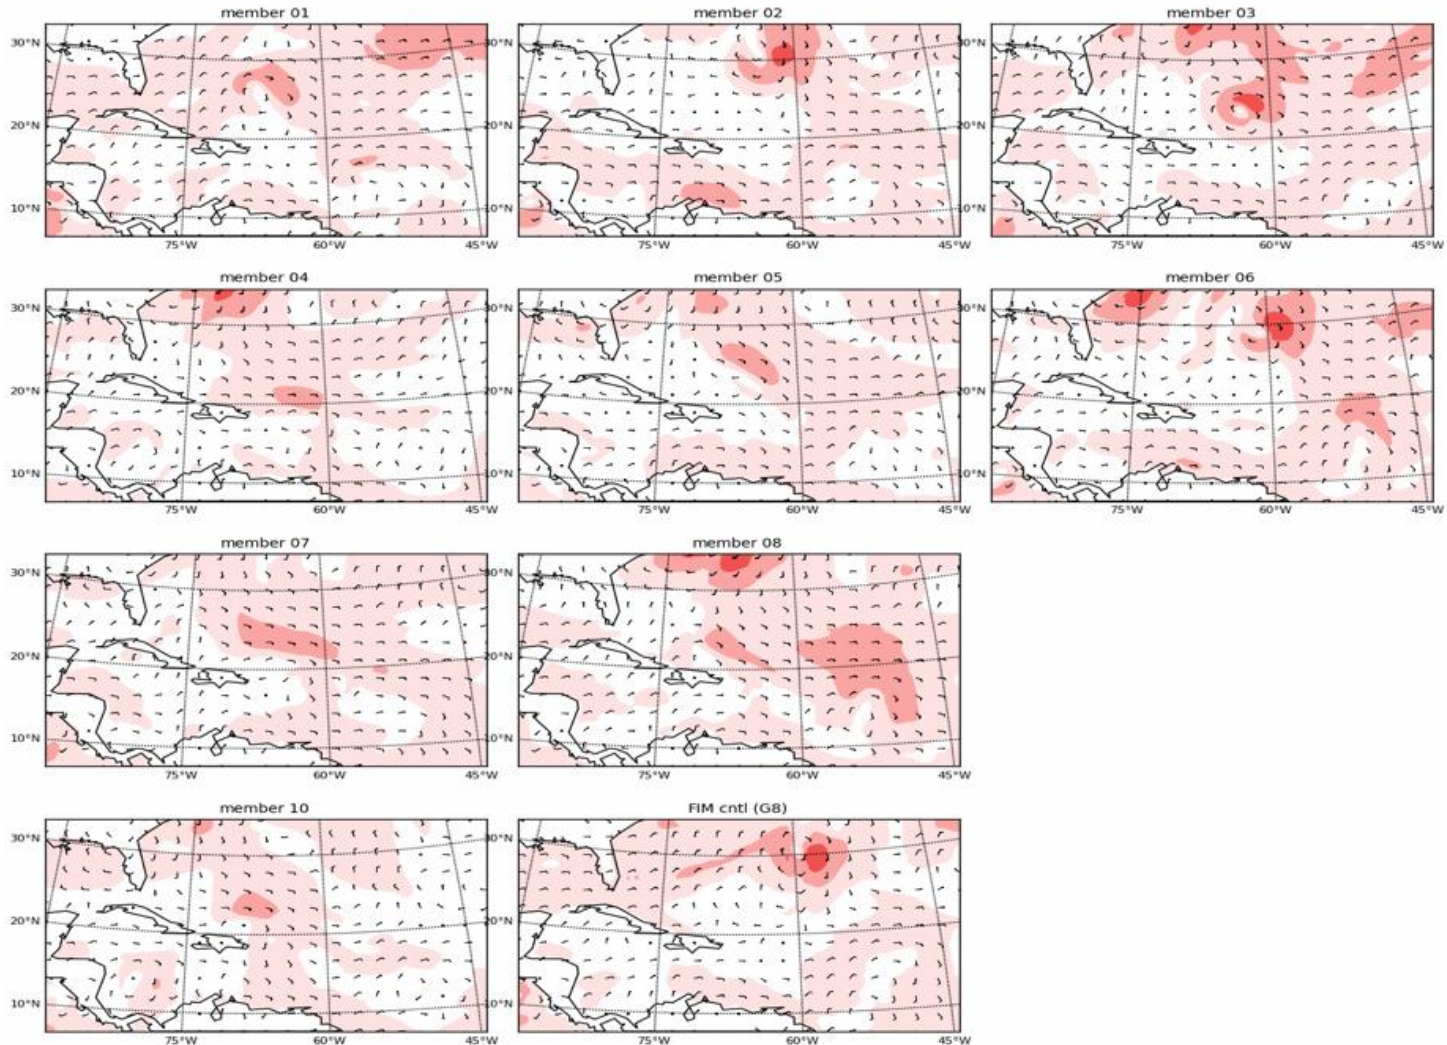 member 01 member 02 member 03
30°N 30°N 30°N
20°N 20°N 20°N
10°N 10°N 10°N
75°W 60°W 45°W 75°W 60°W 45°W 75°W 60°W 45°W
member 04 member 05 member 06
30°N 30°N 30°N
20°N 20°N 20°N
10°N 10°N 10°N
75°W 60°W 45°W 75°W 60°W 45°W 75°W 60°W 45°W
member 07 member 08
30°N 30°N
20°N 20°N
10°N 10°N
75°W 60°W 45°W 75°W 60°W 45°W
member 10 FIM cntl (G8)
30°N 30°N
20°N 20°N
10°N 10°N
75°W 60°W 45°W 75°W 60°W 45°W